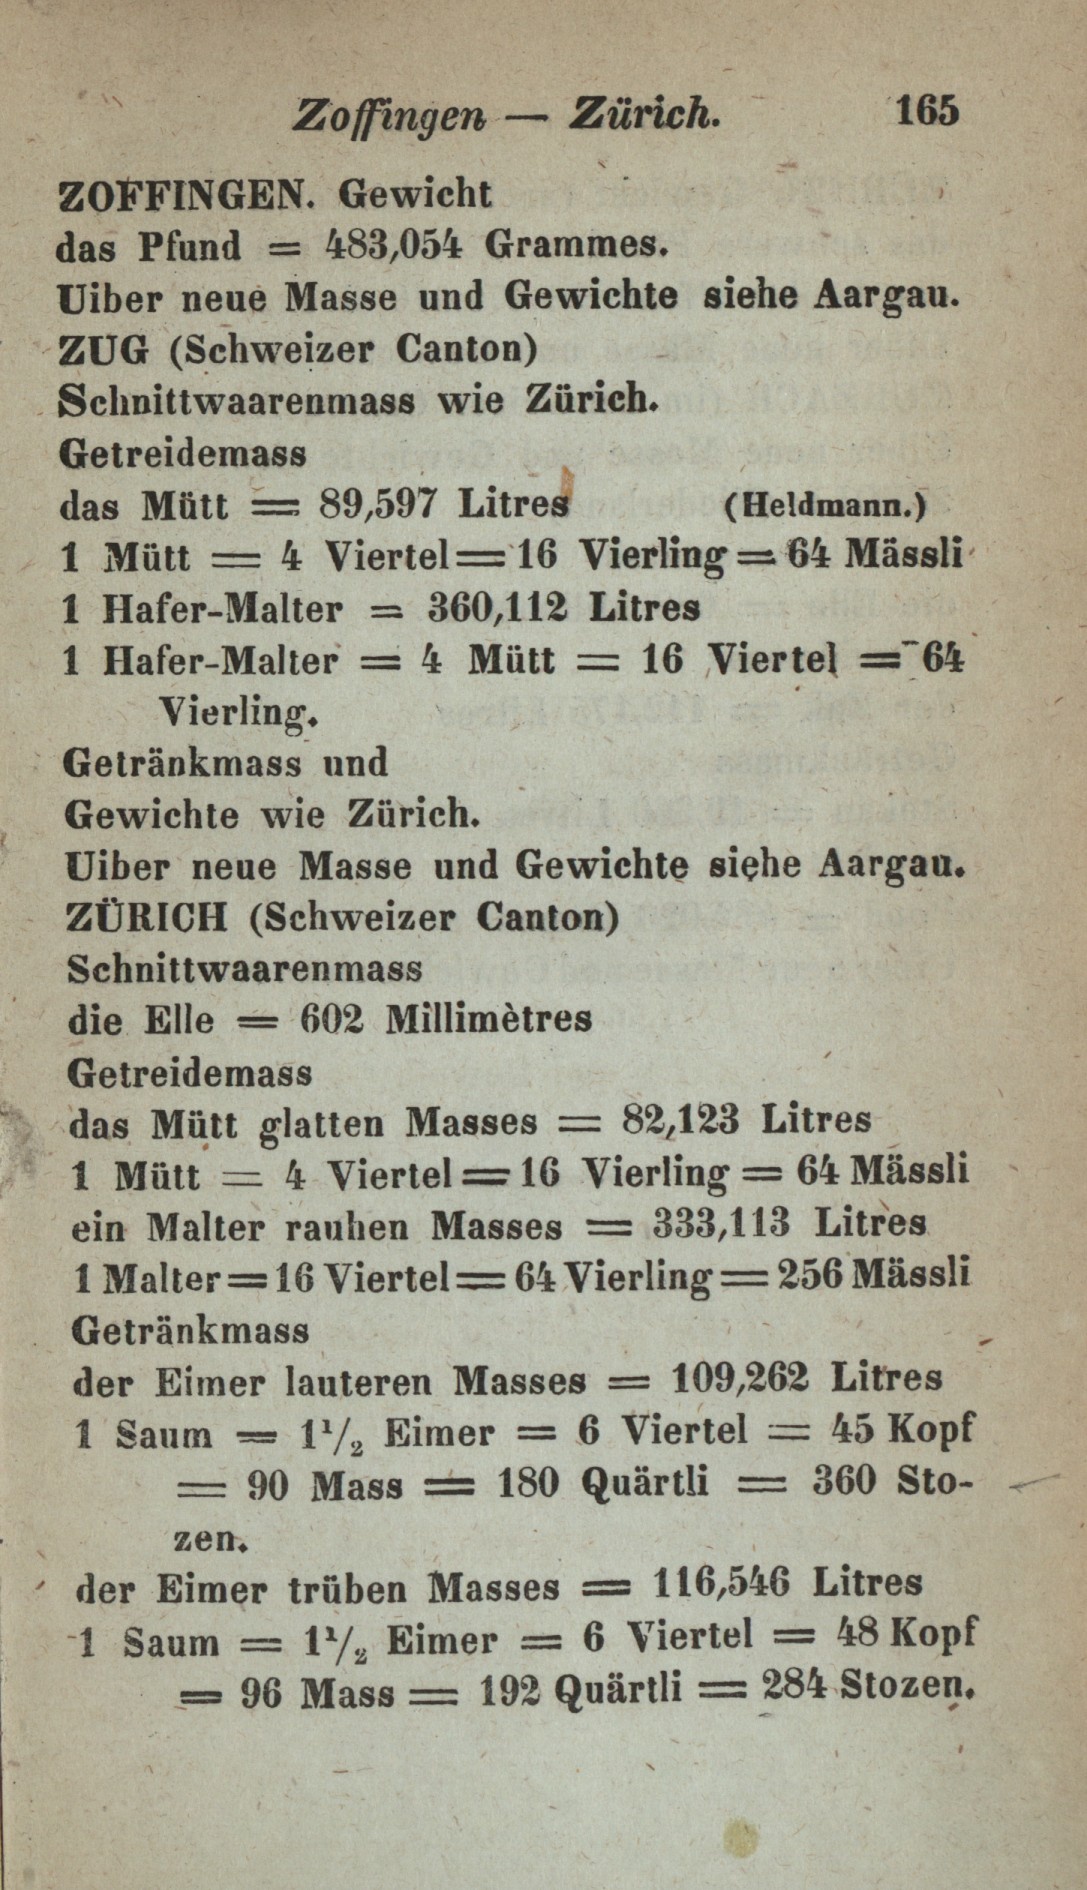 Zoffingen — Zürich. 165
ZOFFINGEN. Gewicht
das Pfund = 483,054 Grammes.
Uiber neue Masse und Gewichte siehe Aargau.
ZUG (Schweizer Canton)
Schnittwaarenmass wie Zürich.
Getreidemass
das Mütt = 89,597 Litres (Heldmann.)
1 Mütt = 4 Viertel = 16 Vierling = 64 Mässli
1 Hafer-Malter = 360,112 Litres
1 Hafer-Malter = 4 Mütt = 16 Viertel = 64
Vierling.
Getränkmass und
Gewichte wie Zürich.
Uiber neue Masse und Gewichte siehe Aargau.
ZÜRICH (Schweizer Canton)
Schnittwaarenmass
die Elle = 602 Millimètres
Getreidemass
das Mütt glatten Masses = 82,123 Litres
1 Mütt = 4 Viertel = 16 Vierling = 64 Mässli
ein Malter rauhen Masses = 333,113 Litres
1 Malter = 16 Viertel = 64 Vierling = 256 Mässli
Getränkmass
der Eimer lauteren Masses = 109,262 Litres
1 Saum = 1½ Eimer = 6 Viertel = 45 Kopf
= 90 Mass = 180 Quärtli = 360 Sto-
zen.
der Eimer trüben Masses = 116,546 Litres
1 Saum = 1½ Eimer = 6 Viertel = 48 Kopf
= 96 Mass = 192 Quärtli = 284 Stozen.